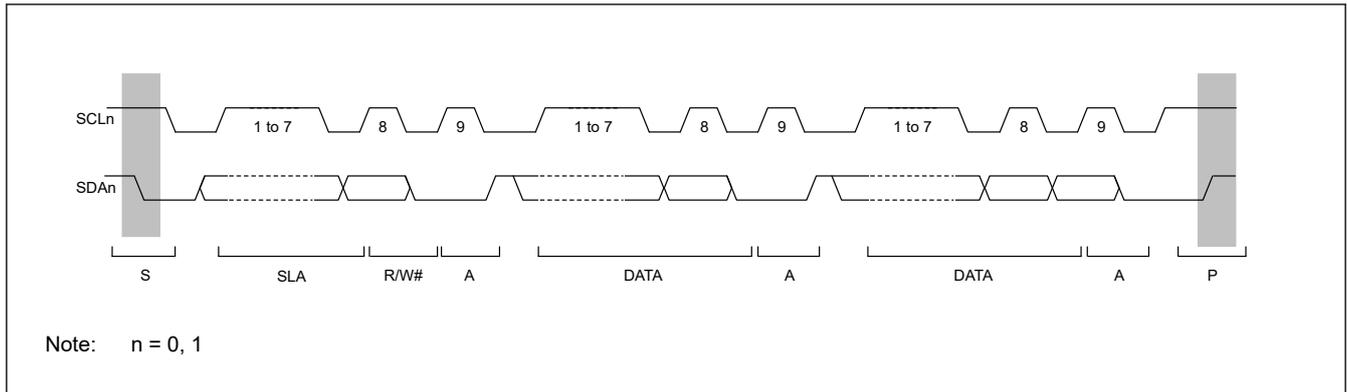 SCLn
1 to 7 8 9 1 to 7 8 9 1 to 7 8 9
SDAn
S SLA R/W# A DATA A DATA A P
Note: n = 0, 1